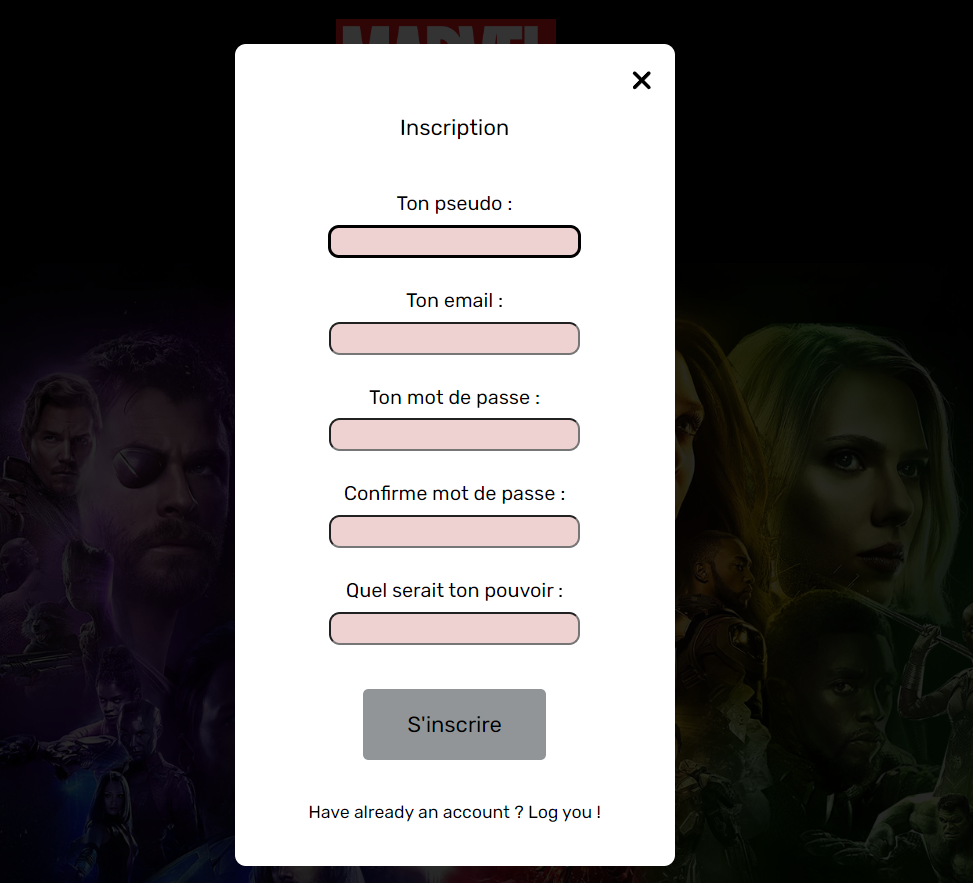 MARVEL
Inscription
Ton pseudo :
Ton email :
Ton mot de passe :
Confirme mot de passe :
Quel serait ton pouvoir :
S'inscrire
Have already an account ? Log you !